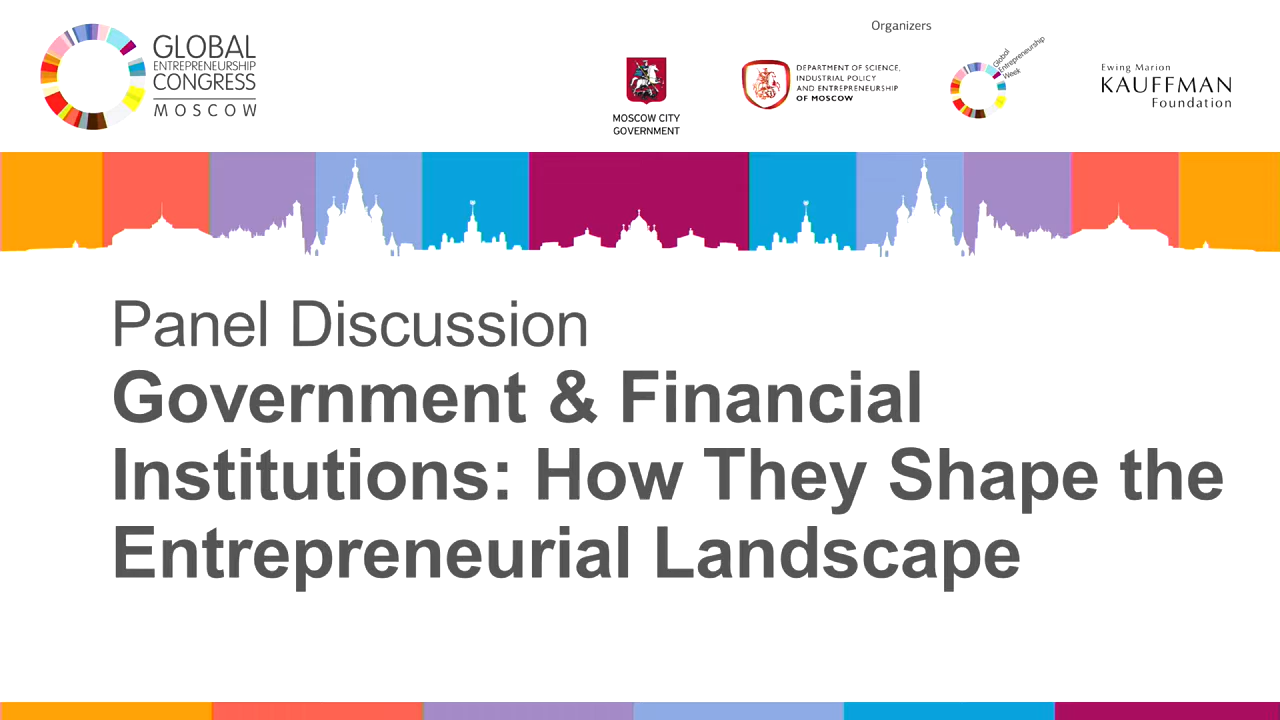 GLOBAL
ENTREPRENEURSHIP
CONGRESS
MOSCOW
Organizers
MOSCOW CITY
GOVERNMENT
DEPARTMENT OF SCIENCE,
INDUSTRIAL POLICY
AND ENTREPRENEURSHIP
OF MOSCOW
Global
Entrepreneurship
Week
Ewing Marion
KAUFFMAN
Foundation
Panel Discussion
Government & Financial
Institutions: How They Shape the
Entrepreneurial Landscape